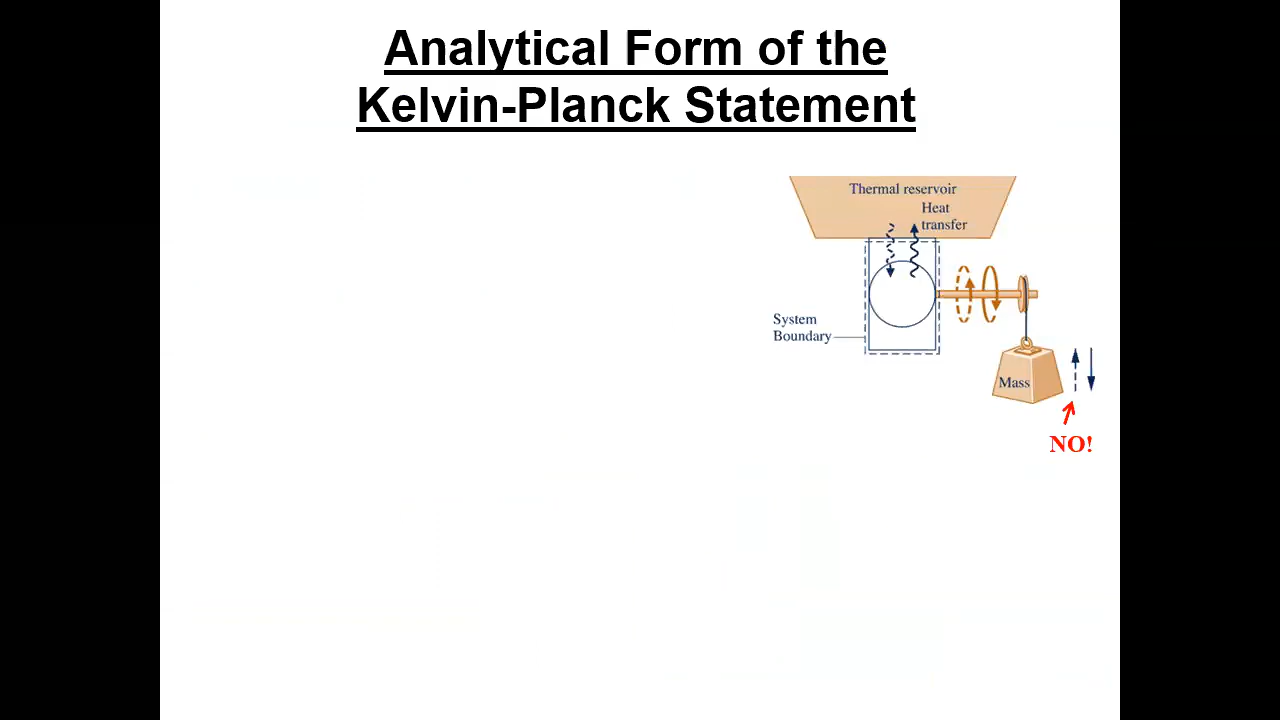 Analytical Form of the
Kelvin-Planck Statement
Thermal reservoir
Heat
transfer
System
Boundary
Mass
NO!